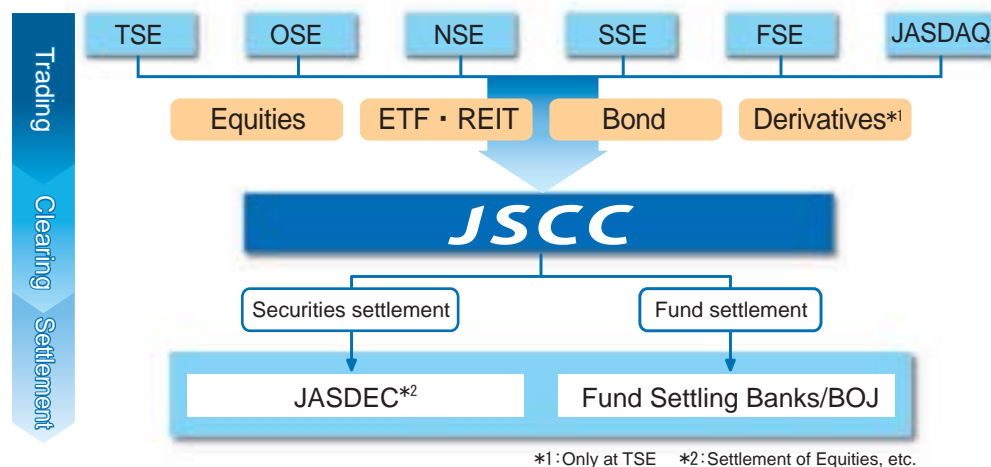 TSE OSE NSE SSE FSE JASDAQ
Trading
Equities ETF・REIT Bond Derivatives*1
JSCC
Clearing
Securities settlement Fund settlement
Settlement
JASDEC*2 Fund Settling Banks/BOJ
*1:Only at TSE *2:Settlement of Equities, etc.